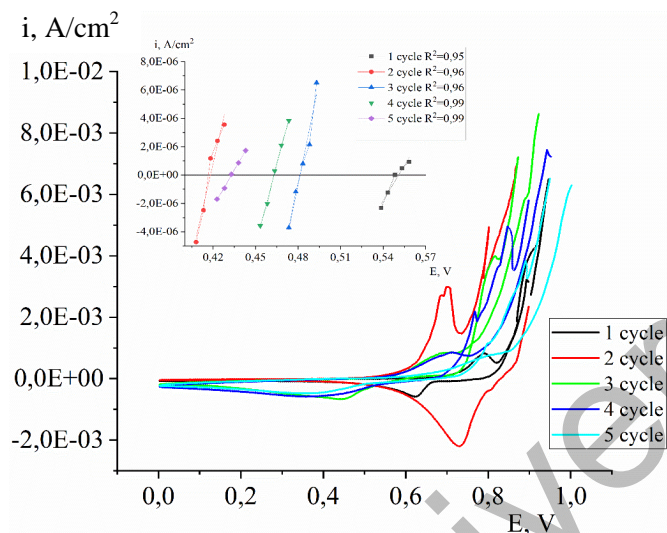 i, A/cm²
1,0E-02
8,0E-03
6,0E-03
4,0E-03
2,0E-03
0,0E+00
-2,0E-03
0,0 0,2 0,4 0,6 0,8 1,0
E, V
i, A/cm²
8,0E-06
6,0E-06
4,0E-06
2,0E-06
0,0E+00
-2,0E-06
-4,0E-06
0,42 0,45 0,48 0,51 0,54 0,57
E, V
1 cycle R²=0,95
2 cycle R²=0,96
3 cycle R²=0,96
4 cycle R²=0,99
5 cycle R²=0,99
1 cycle
2 cycle
3 cycle
4 cycle
5 cycle